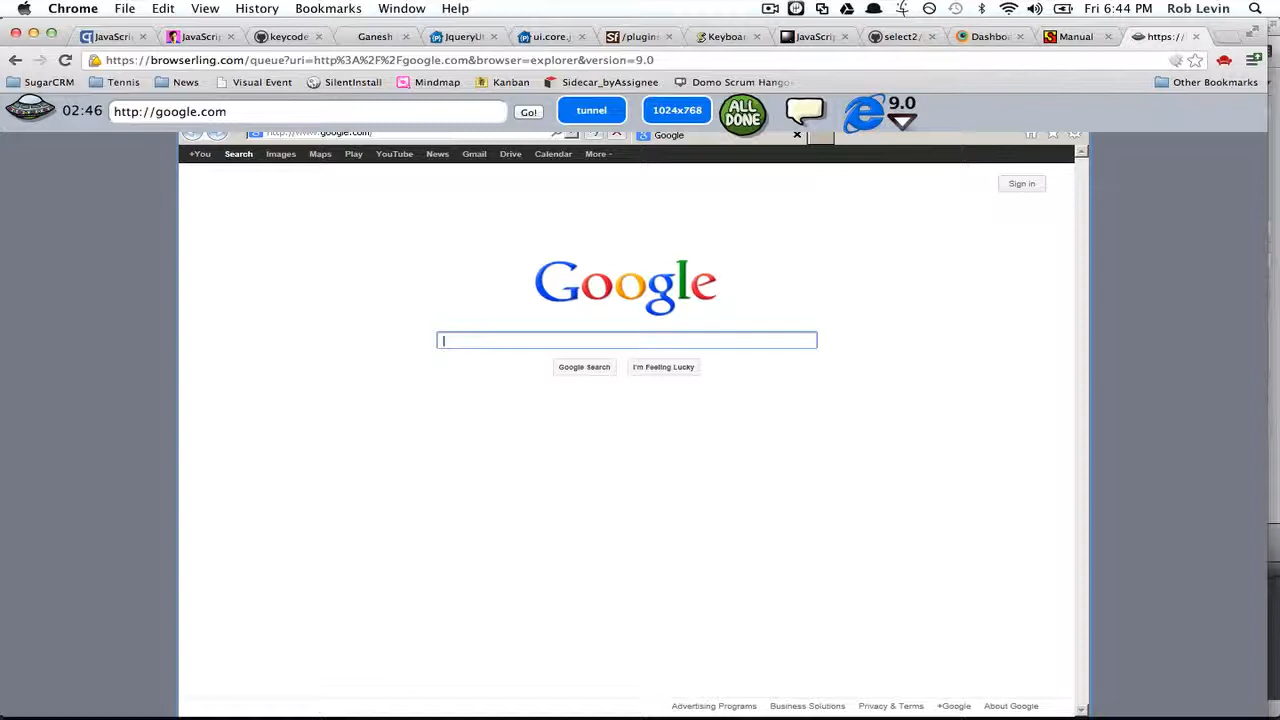 Chrome File Edit View History Bookmarks Window Help Fri 6:44 PM Rob Levin
JavaScri JavaScrip keycode Ganesh JqueryUI ui.core. /plugins Keyboar JavaScrip select2/ Dashboa Manual https://
https://browserling.com/queue?uri=http%3A%2F%2Fgoogle.com&browser=explorer&version=9.0
SugarCRM Tennis News Visual Event SilentInstall Mindmap Kanban Sidecar_byAssignee Domo Scrum Hango Other Bookmarks
02:46 http://google.com Go! tunnel 1024x768 ALL DONE 9.0
http://www.google.com/ Google
+You Search Images Maps Play YouTube News Gmail Drive Calendar More
Sign in
Google
Google Search I'm Feeling Lucky
Advertising Programs Business Solutions Privacy & Terms +Google About Google